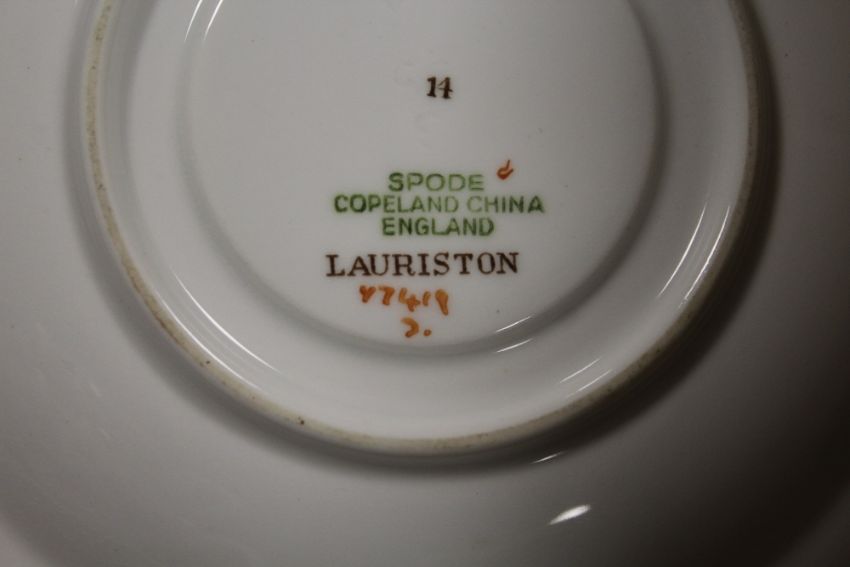 14
SPODE
COPELAND CHINA
ENGLAND
LAURISTON
Y7419